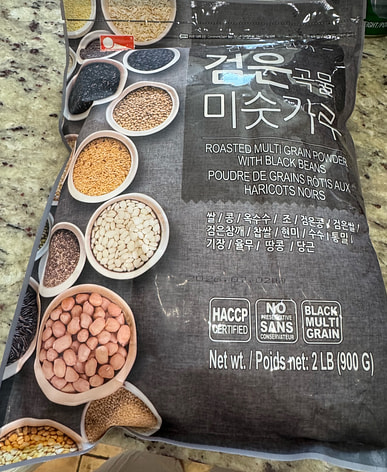 검은곡물
미숫가루
ROASTED MULTI GRAIN POWDER
WITH BLACK BEANS
POUDRE DE GRAINS RÔTIS AUX
HARICOTS NOIRS
쌀 / 콩 / 옥수수 / 조 / 검은콩 / 검은쌀 /
검은참깨 / 찹쌀 / 현미 / 수수 / 통밀 /
기장 / 율무 / 땅콩 / 당근
HACCP
CERTIFIED
NO
PRESERVATIVE
SANS
CONSERVATEUR
BLACK
MULTI
GRAIN
Net wt. / Poids net: 2 LB (900 G)